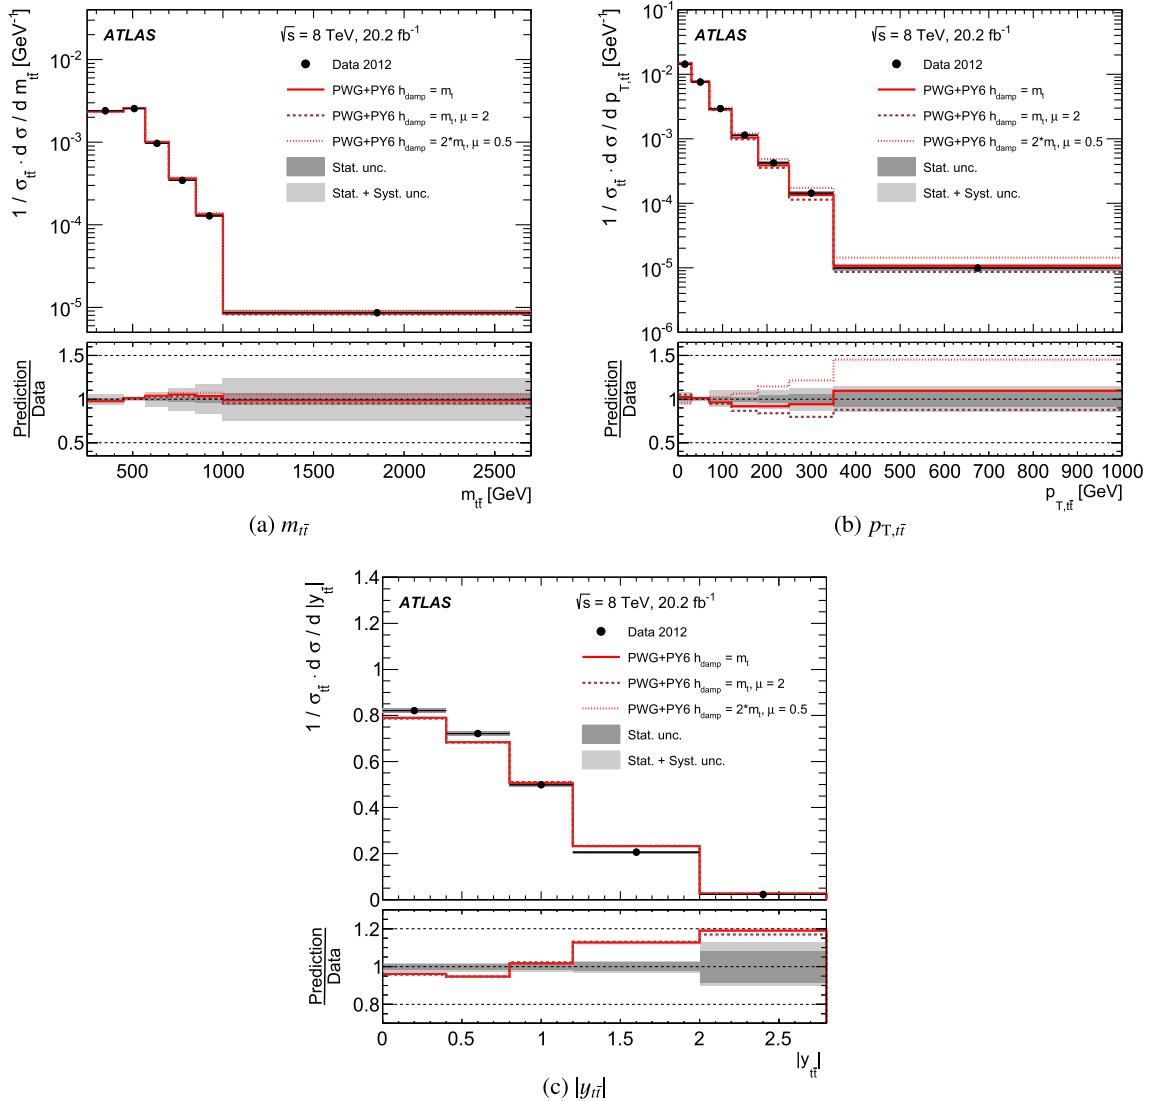 ATLAS
√s = 8 TeV, 20.2 fb⁻¹
Data 2012
PWG+PY6 h_damp = m_t
PWG+PY6 h_damp = m_t, μ = 2
PWG+PY6 h_damp = 2*m_t, μ = 0.5
Stat. unc.
Stat. + Syst. unc.
1 / σ_tt̄ · d σ / d m_tt̄ [GeV⁻¹]
10⁻²
10⁻³
10⁻⁴
10⁻⁵
Prediction
Data
1.5
1
0.5
500 1000 1500 2000 2500
m_tt̄ [GeV]
(a) m_tt̄
ATLAS
√s = 8 TeV, 20.2 fb⁻¹
Data 2012
PWG+PY6 h_damp = m_t
PWG+PY6 h_damp = m_t, μ = 2
PWG+PY6 h_damp = 2*m_t, μ = 0.5
Stat. unc.
Stat. + Syst. unc.
1 / σ_tt̄ · d σ / d p_T,tt̄ [GeV⁻¹]
10⁻¹
10⁻²
10⁻³
10⁻⁴
10⁻⁵
10⁻⁶
Prediction
Data
1.5
1
0.5
0 100 200 300 400 500 600 700 800 900 1000
p_T,tt̄ [GeV]
(b) p_T,tt̄
ATLAS
√s = 8 TeV, 20.2 fb⁻¹
Data 2012
PWG+PY6 h_damp = m_t
PWG+PY6 h_damp = m_t, μ = 2
PWG+PY6 h_damp = 2*m_t, μ = 0.5
Stat. unc.
Stat. + Syst. unc.
1 / σ_tt̄ · d σ / d |y_tt̄|
1.4
1.2
1
0.8
0.6
0.4
0.2
0
Prediction
Data
1.2
1
0.8
0 0.5 1 1.5 2 2.5
|y_tt̄|
(c) |y_tt̄|